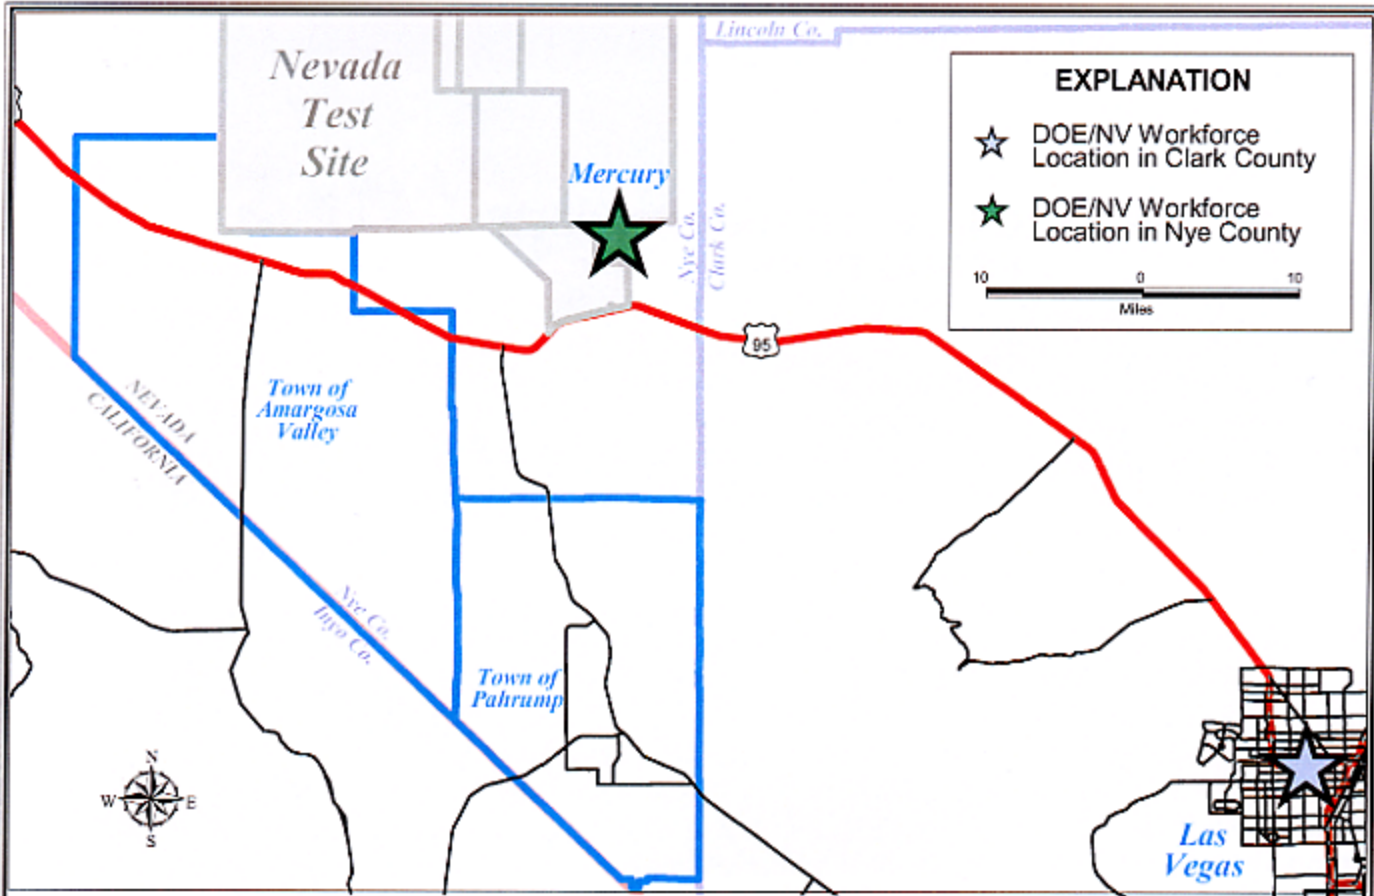 Lincoln Co.
Nevada
Test
Site
Mercury
Nye Co.
Clark Co.
EXPLANATION
DOE/NV Workforce
Location in Clark County
DOE/NV Workforce
Location in Nye County
10 0 10
Miles
95
NEVADA
CALIFORNIA
Town of
Amargosa
Valley
Nye Co.
Inyo Co.
Town of
Pahrump
N
W E
S
Las
Vegas